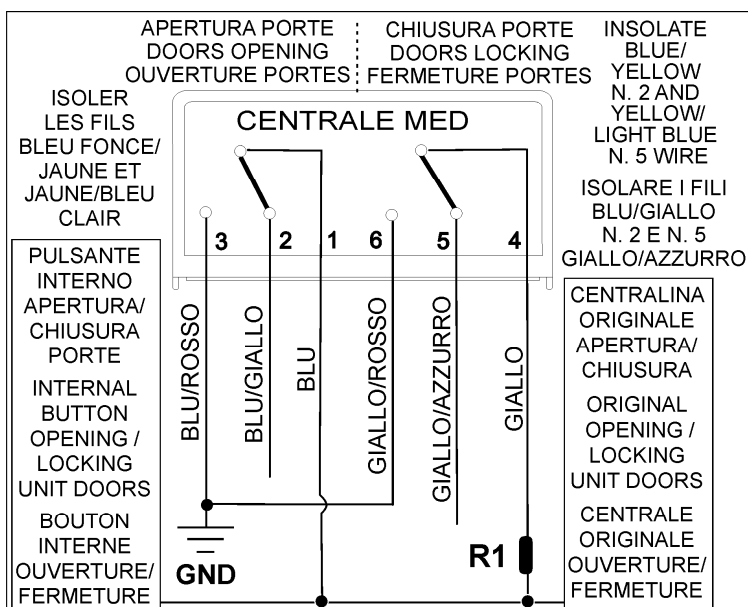 APERTURA PORTE
DOORS OPENING
OUVERTURE PORTES
CHIUSURA PORTE
DOORS LOCKING
FERMETURE PORTES
INSOLATE
BLUE/
YELLOW
N. 2 AND
YELLOW/
LIGHT BLUE
N. 5 WIRE
ISOLARE I FILI
BLU/GIALLO
N. 2 E N. 5
GIALLO/AZZURRO
ISOLER
LES FILS
BLEU FONCE/
JAUNE ET
JAUNE/BLEU
CLAIR
CENTRALE MED
3 2 1 6 5 4
PULSANTE
INTERNO
APERTURA/
CHIUSURA
PORTE
INTERNAL
BUTTON
OPENING /
LOCKING
UNIT DOORS
BOUTON
INTERNE
OUVERTURE/
FERMETURE
BLU/ROSSO
BLU/GIALLO
BLU
GIALLO/ROSSO
GIALLO/AZZURRO
GIALLO
GND
R1
CENTRALINA
ORIGINALE
APERTURA/
CHIUSURA
ORIGINAL
OPENING /
LOCKING
UNIT DOORS
CENTRALE
ORIGINALE
OUVERTURE/
FERMETURE